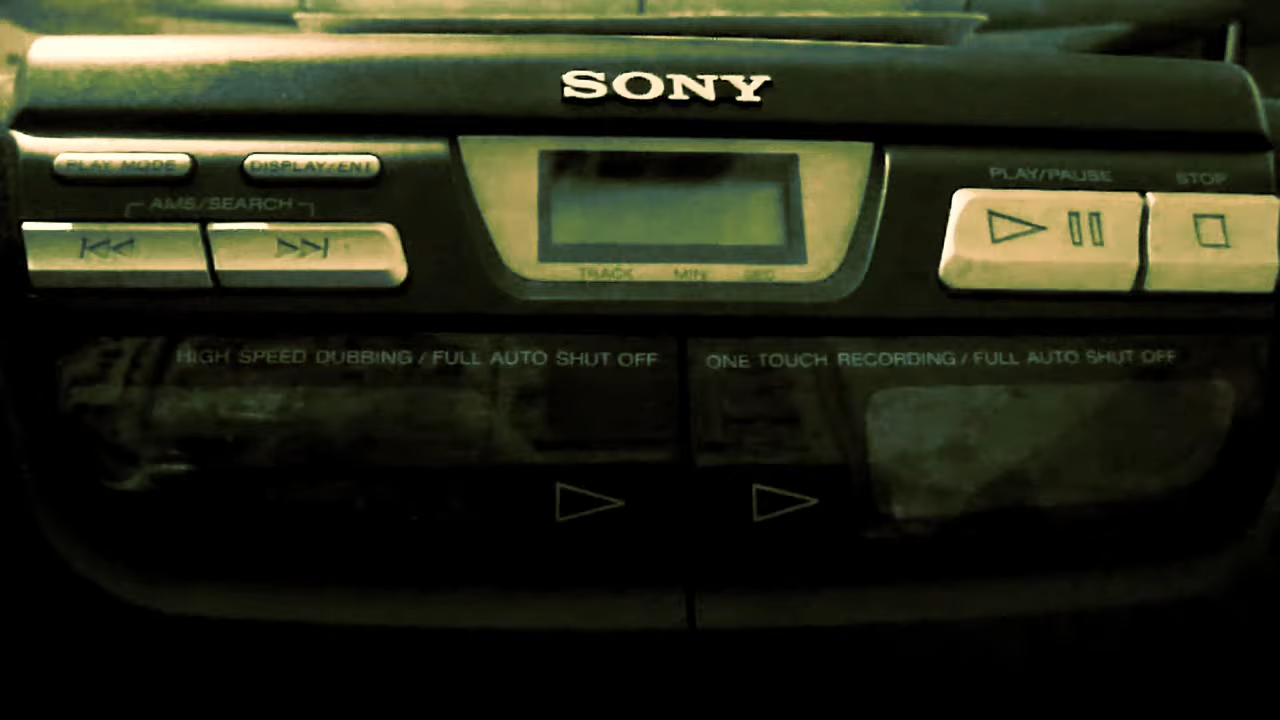 SONY
PLAY MODE
DISPLAY/ENT
AMS/SEARCH
TRACK MIN SEC
PLAY/PAUSE
STOP
HIGH SPEED DUBBING / FULL AUTO SHUT OFF
ONE TOUCH RECORDING / FULL AUTO SHUT OFF